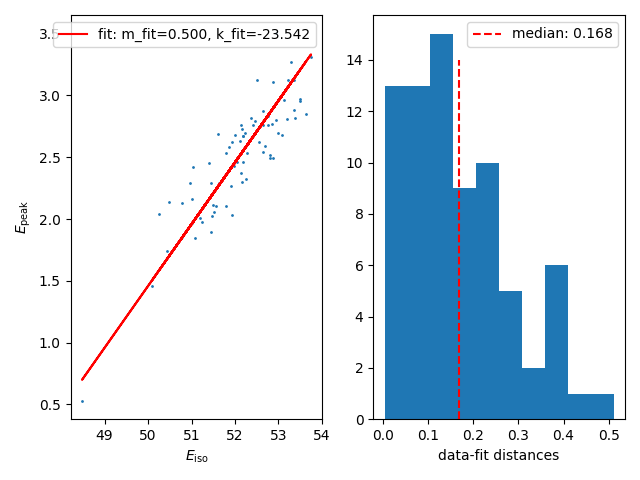 fit: m_fit=0.500, k_fit=-23.542
3.5
3.0
2.5
2.0
1.5
1.0
0.5
E_peak
49 50 51 52 53 54
E_iso
median: 0.168
14
12
10
8
6
4
2
0
0.0 0.1 0.2 0.3 0.4 0.5
data-fit distances